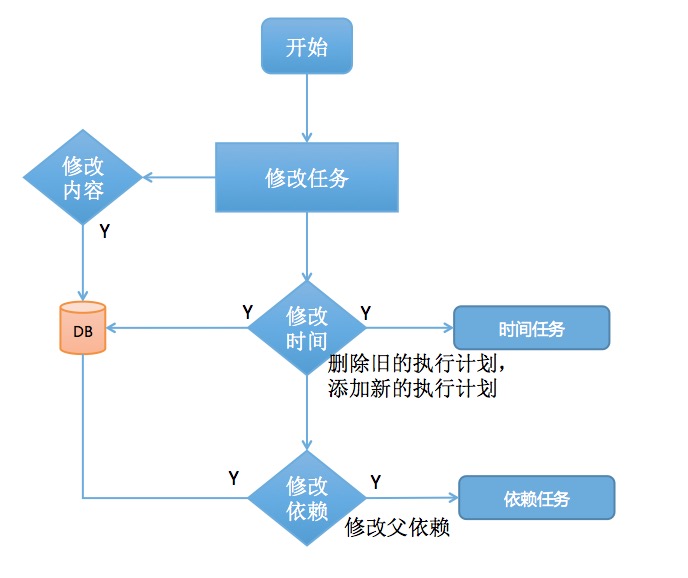 开始
修改任务
修改
内容
Y
DB
Y
修改
时间
Y
时间任务
删除旧的执行计划，
添加新的执行计划
Y
修改
依赖
Y
依赖任务
修改父依赖